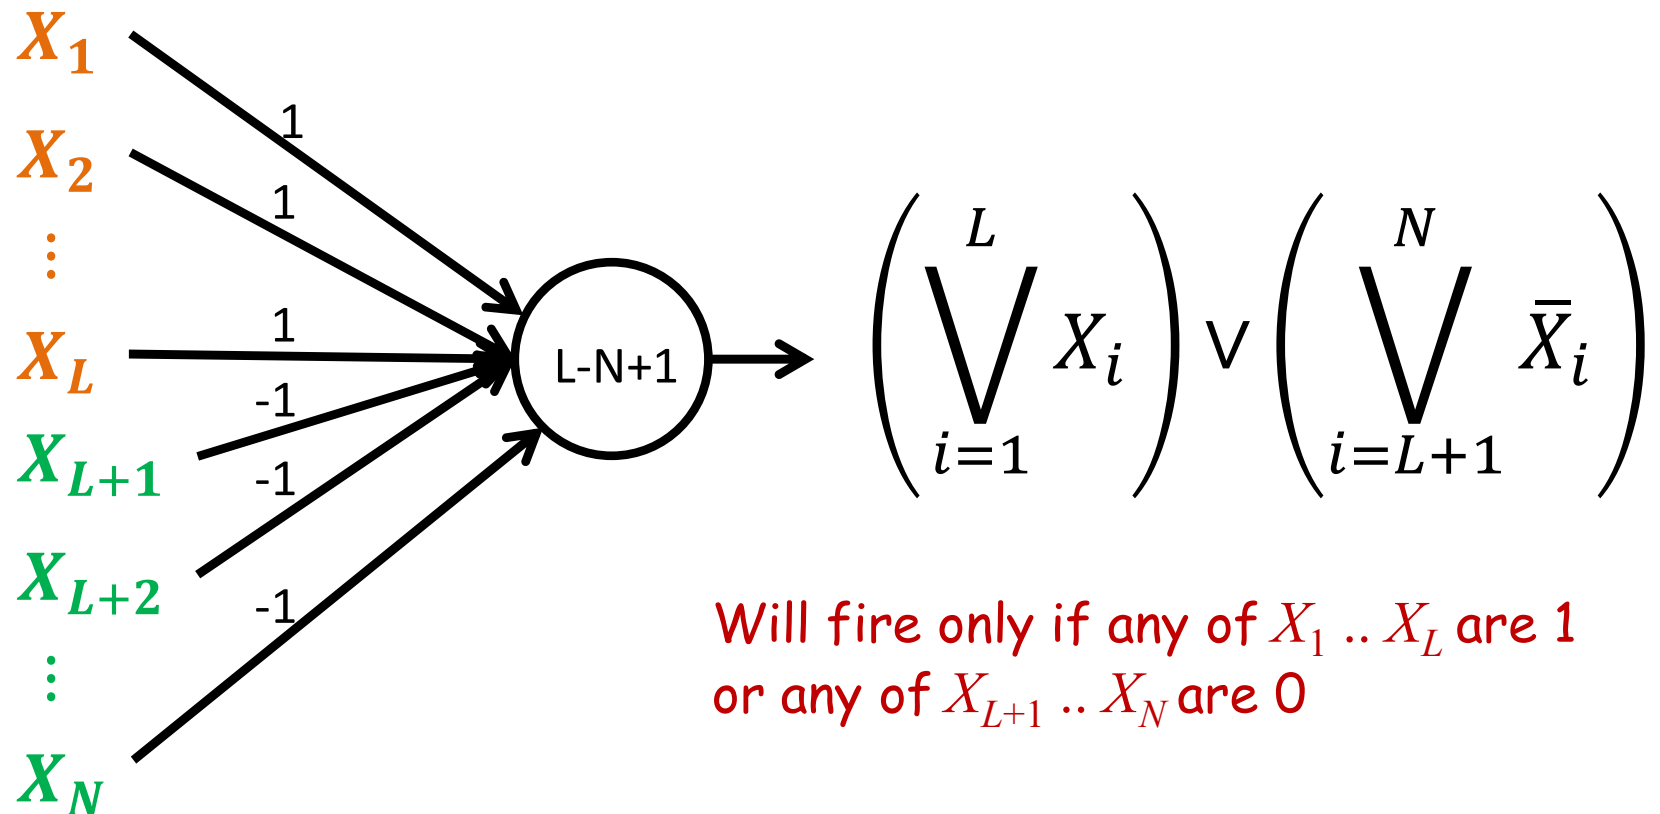 X₁
1
X₂
1
⋮
X_L
1
X_{L+1}
-1
X_{L+2}
-1
⋮
X_N
-1
L-N+1
(⋁_{i=1}^{L} X_i) ∨ (⋁_{i=L+1}^{N} X̄_i)
Will fire only if any of X₁ .. X_L are 1
or any of X_{L+1} .. X_N are 0